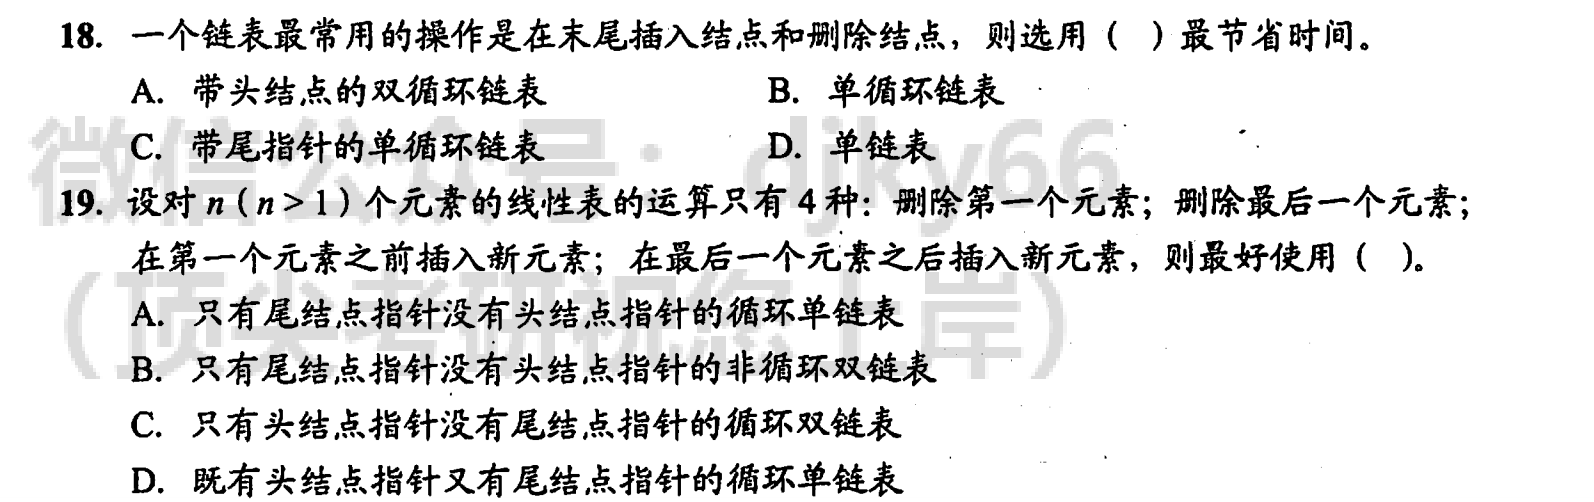 18. 一个链表最常用的操作是在末尾插入结点和删除结点，则选用（ ）最节省时间。
A. 带头结点的双循环链表 B. 单循环链表
C. 带尾指针的单循环链表 D. 单链表
微信公众号：djky66
19. 设对 n（n > 1）个元素的线性表的运算只有 4 种：删除第一个元素；删除最后一个元素；
在第一个元素之前插入新元素；在最后一个元素之后插入新元素，则最好使用（ ）。
（顶尖考研祝您上岸）
A. 只有尾结点指针没有头结点指针的循环单链表
B. 只有尾结点指针没有头结点指针的非循环双链表
C. 只有头结点指针没有尾结点指针的循环双链表
D. 既有头结点指针又有尾结点指针的循环单链表